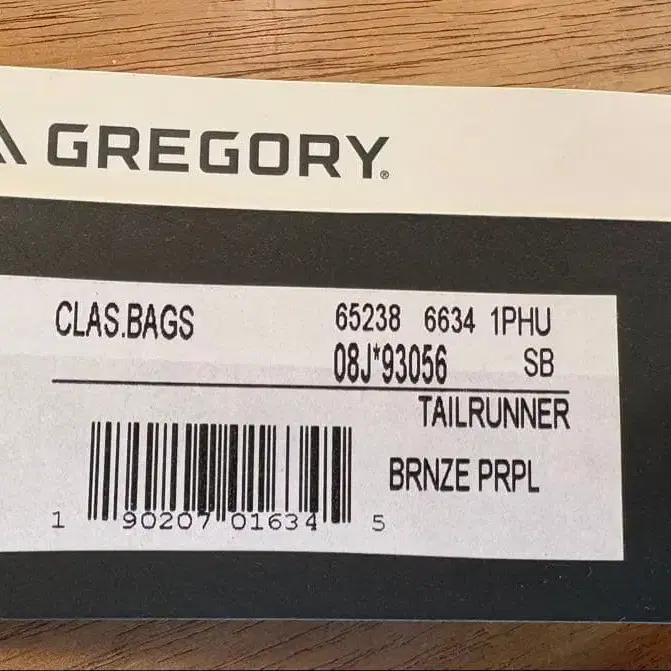 GREGORY®
CLAS.BAGS 65238 6634 1PHU
08J*93056 SB
TAILRUNNER
BRNZE PRPL
1 90207 01634 5